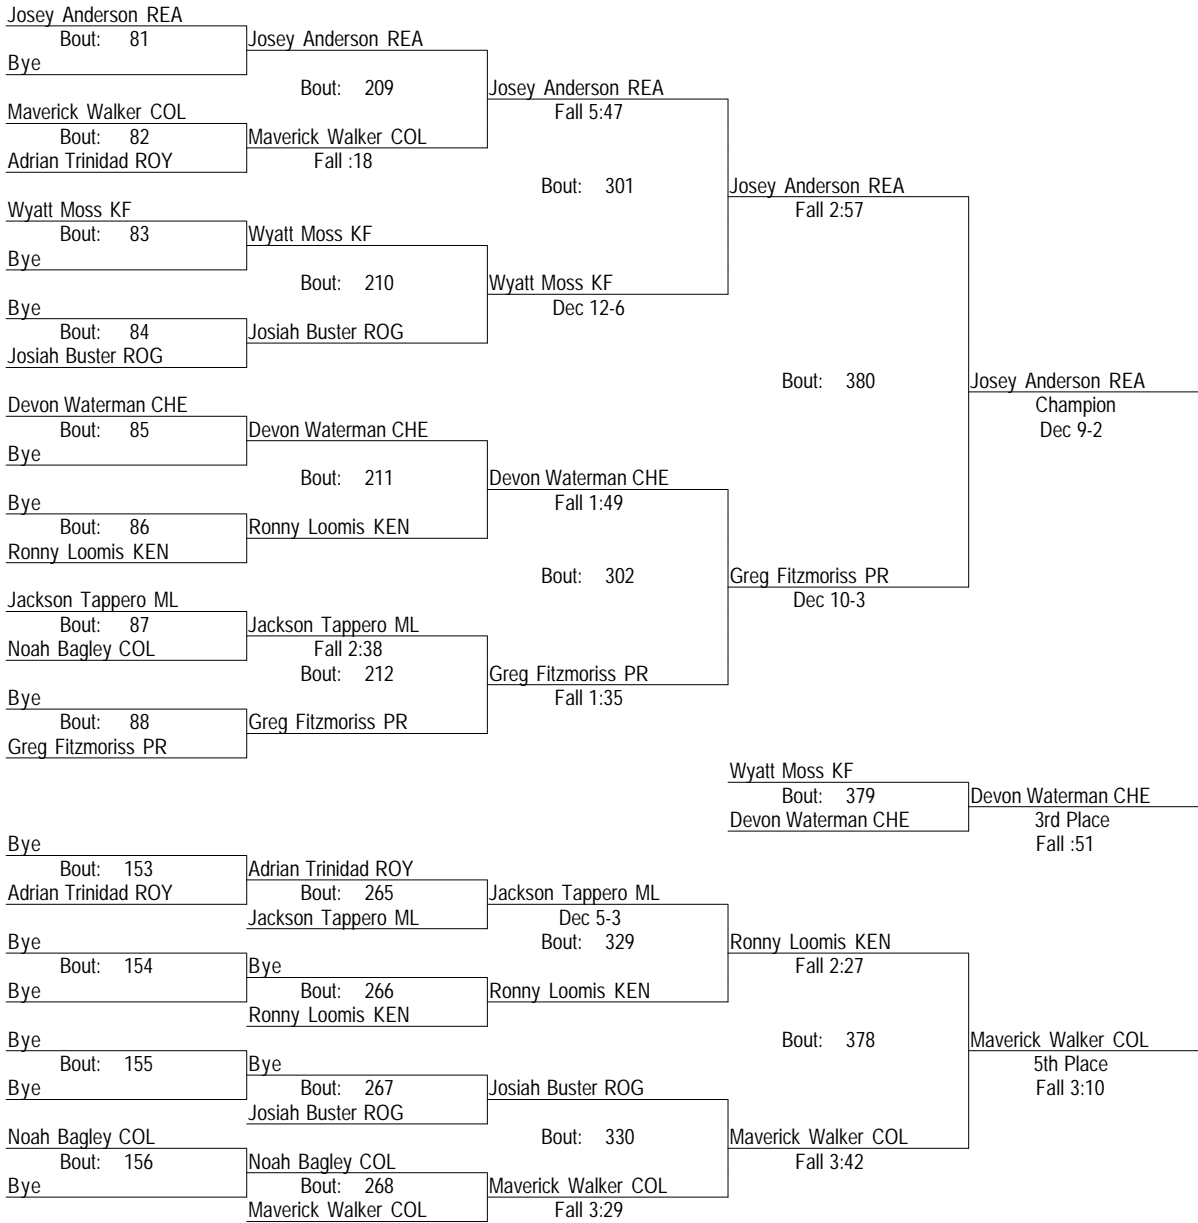 Josey Anderson REA
Bout: 81
Josey Anderson REA
Bye
Bout: 209
Josey Anderson REA
Maverick Walker COL
Fall 5:47
Bout: 82
Maverick Walker COL
Adrian Trinidad ROY
Fall :18
Bout: 301
Josey Anderson REA
Wyatt Moss KF
Fall 2:57
Bout: 83
Wyatt Moss KF
Bye
Bout: 210
Wyatt Moss KF
Bye
Dec 12-6
Bout: 84
Josiah Buster ROG
Josiah Buster ROG
Bout: 380
Josey Anderson REA
Devon Waterman CHE
Champion
Bout: 85
Devon Waterman CHE
Dec 9-2
Bye
Bout: 211
Devon Waterman CHE
Bye
Fall 1:49
Bout: 86
Ronny Loomis KEN
Ronny Loomis KEN
Bout: 302
Greg Fitzmoriss PR
Jackson Tappero ML
Dec 10-3
Bout: 87
Jackson Tappero ML
Noah Bagley COL
Fall 2:38
Bout: 212
Greg Fitzmoriss PR
Bye
Fall 1:35
Bout: 88
Greg Fitzmoriss PR
Greg Fitzmoriss PR
Wyatt Moss KF
Bout: 379
Devon Waterman CHE
Devon Waterman CHE
3rd Place
Fall :51
Bye
Bout: 153
Adrian Trinidad ROY
Adrian Trinidad ROY
Bout: 265
Jackson Tappero ML
Jackson Tappero ML
Dec 5-3
Bye
Bout: 329
Ronny Loomis KEN
Bout: 154
Bye
Fall 2:27
Bye
Bout: 266
Ronny Loomis KEN
Ronny Loomis KEN
Bye
Bout: 378
Maverick Walker COL
Bout: 155
Bye
5th Place
Bye
Bout: 267
Josiah Buster ROG
Fall 3:10
Josiah Buster ROG
Noah Bagley COL
Bout: 330
Maverick Walker COL
Bout: 156
Noah Bagley COL
Fall 3:42
Bye
Bout: 268
Maverick Walker COL
Maverick Walker COL
Fall 3:29